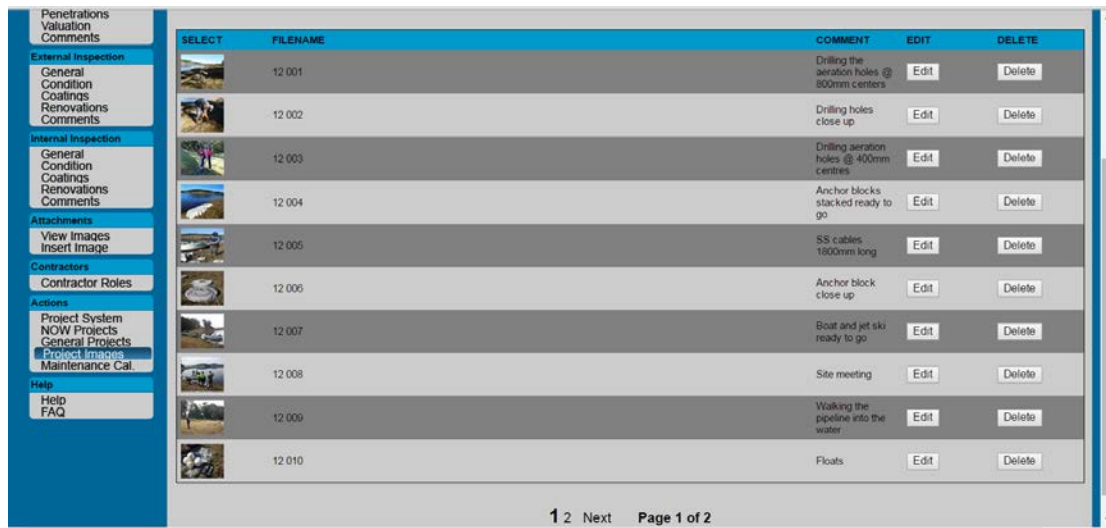 Penetrations
Valuation
Comments
External Inspection
General
Condition
Coatings
Renovations
Comments
Internal Inspection
General
Condition
Coatings
Renovations
Comments
Attachments
View Images
Insert Image
Contractors
Contractor Roles
Actions
Project System
NOW Projects
General Projects
Project Images
Maintenance Cal.
Help
Help
FAQ
SELECT FILENAME COMMENT EDIT DELETE
12 001 Drilling the
aeration holes @
800mm centers Edit Delete
12 002 Drilling holes
close up Edit Delete
12 003 Drilling aeration
holes @ 400mm
centres Edit Delete
12 004 Anchor blocks
stacked ready to
go Edit Delete
12 005 SS cables
1800mm long Edit Delete
12 006 Anchor block
close up Edit Delete
12 007 Boat and jet ski
ready to go Edit Delete
12 008 Site meeting Edit Delete
12 009 Walking the
pipeline into the
water Edit Delete
12 010 Floats Edit Delete
1 2 Next Page 1 of 2